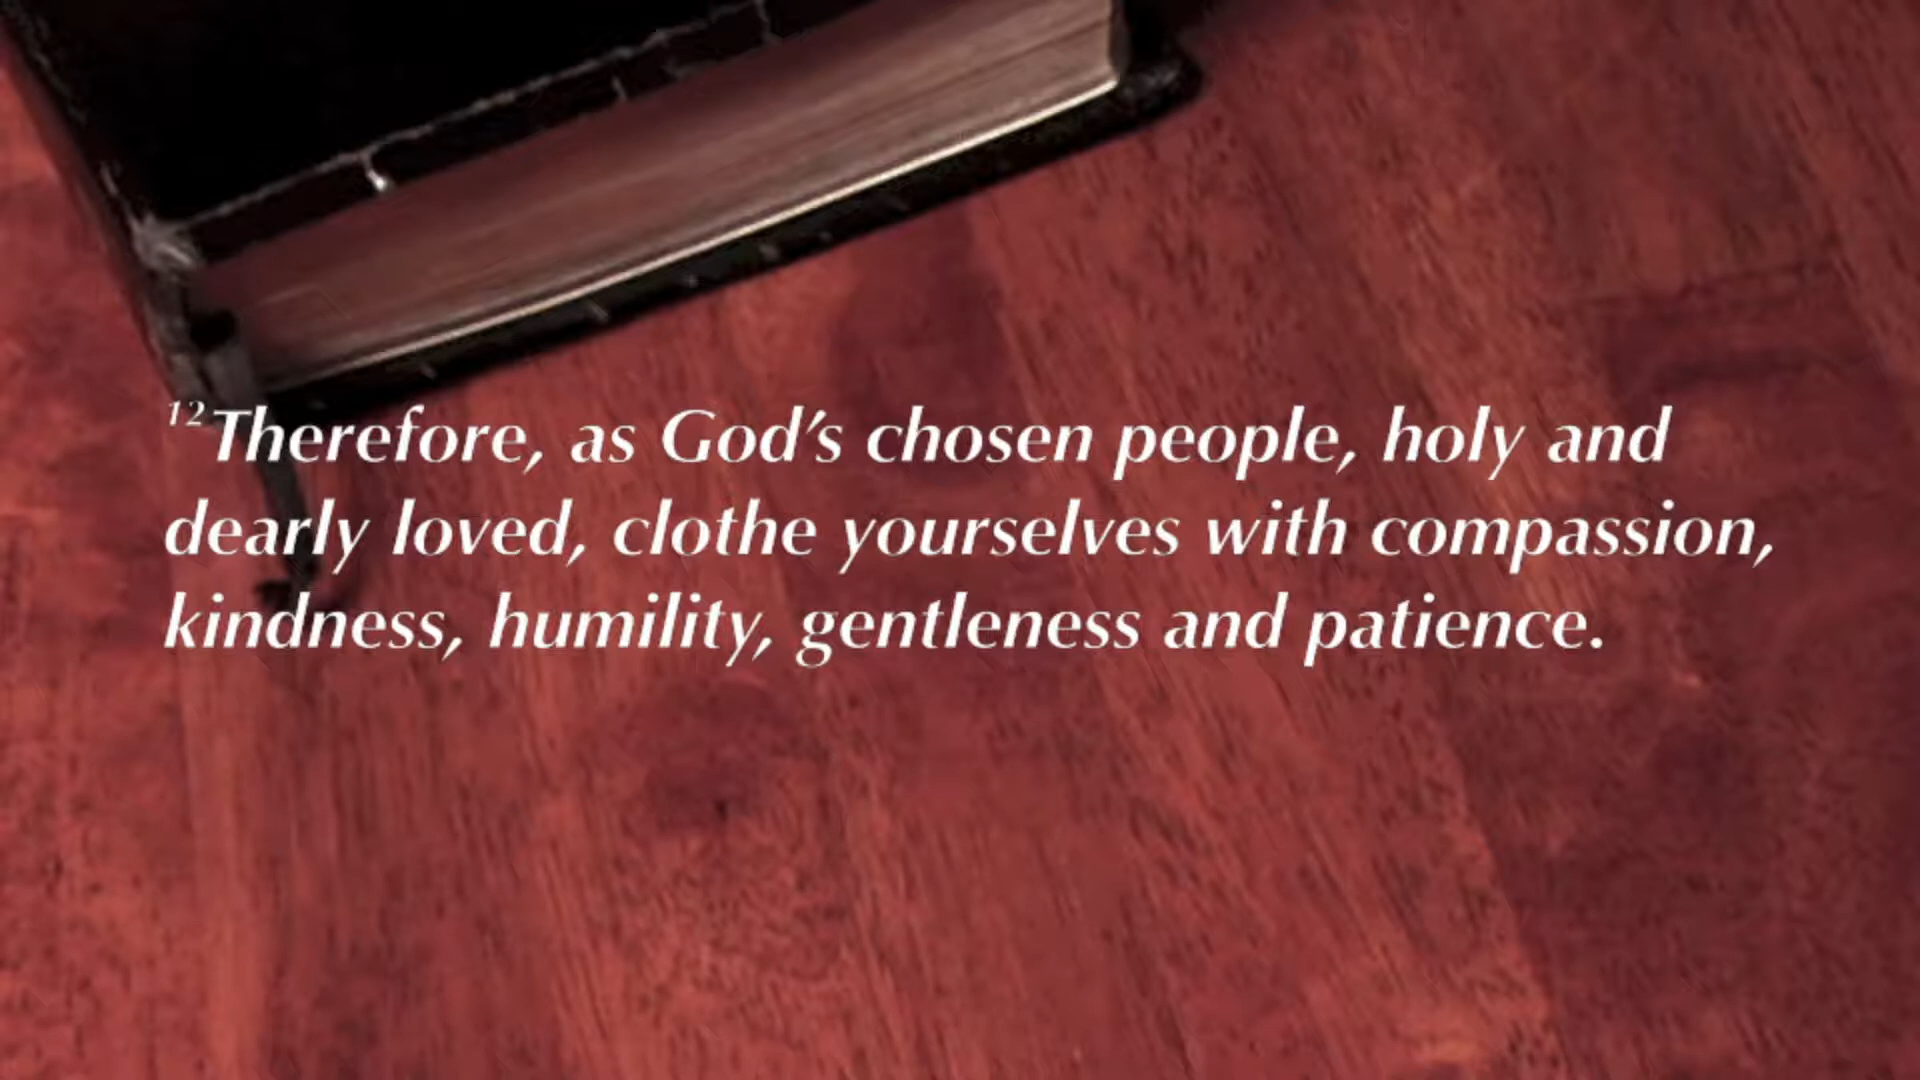 12Therefore, as God's chosen people, holy and
dearly loved, clothe yourselves with compassion,
kindness, humility, gentleness and patience.